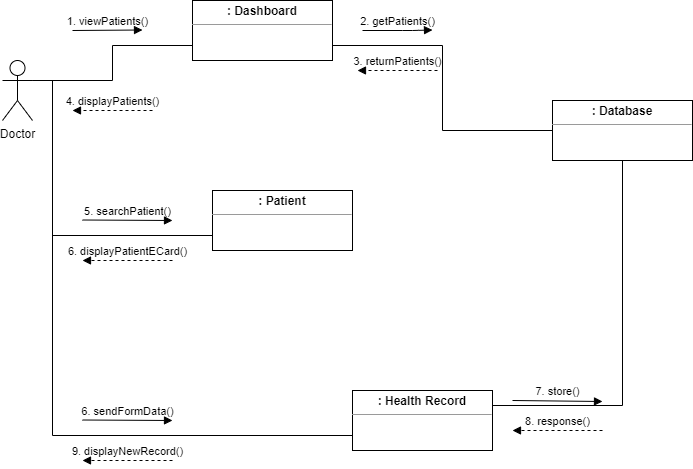 : Dashboard
1. viewPatients()
2. getPatients()
3. returnPatients()
4. displayPatients()
: Database
Doctor
: Patient
5. searchPatient()
6. displayPatientECard()
: Health Record
7. store()
6. sendFormData()
8. response()
9. displayNewRecord()